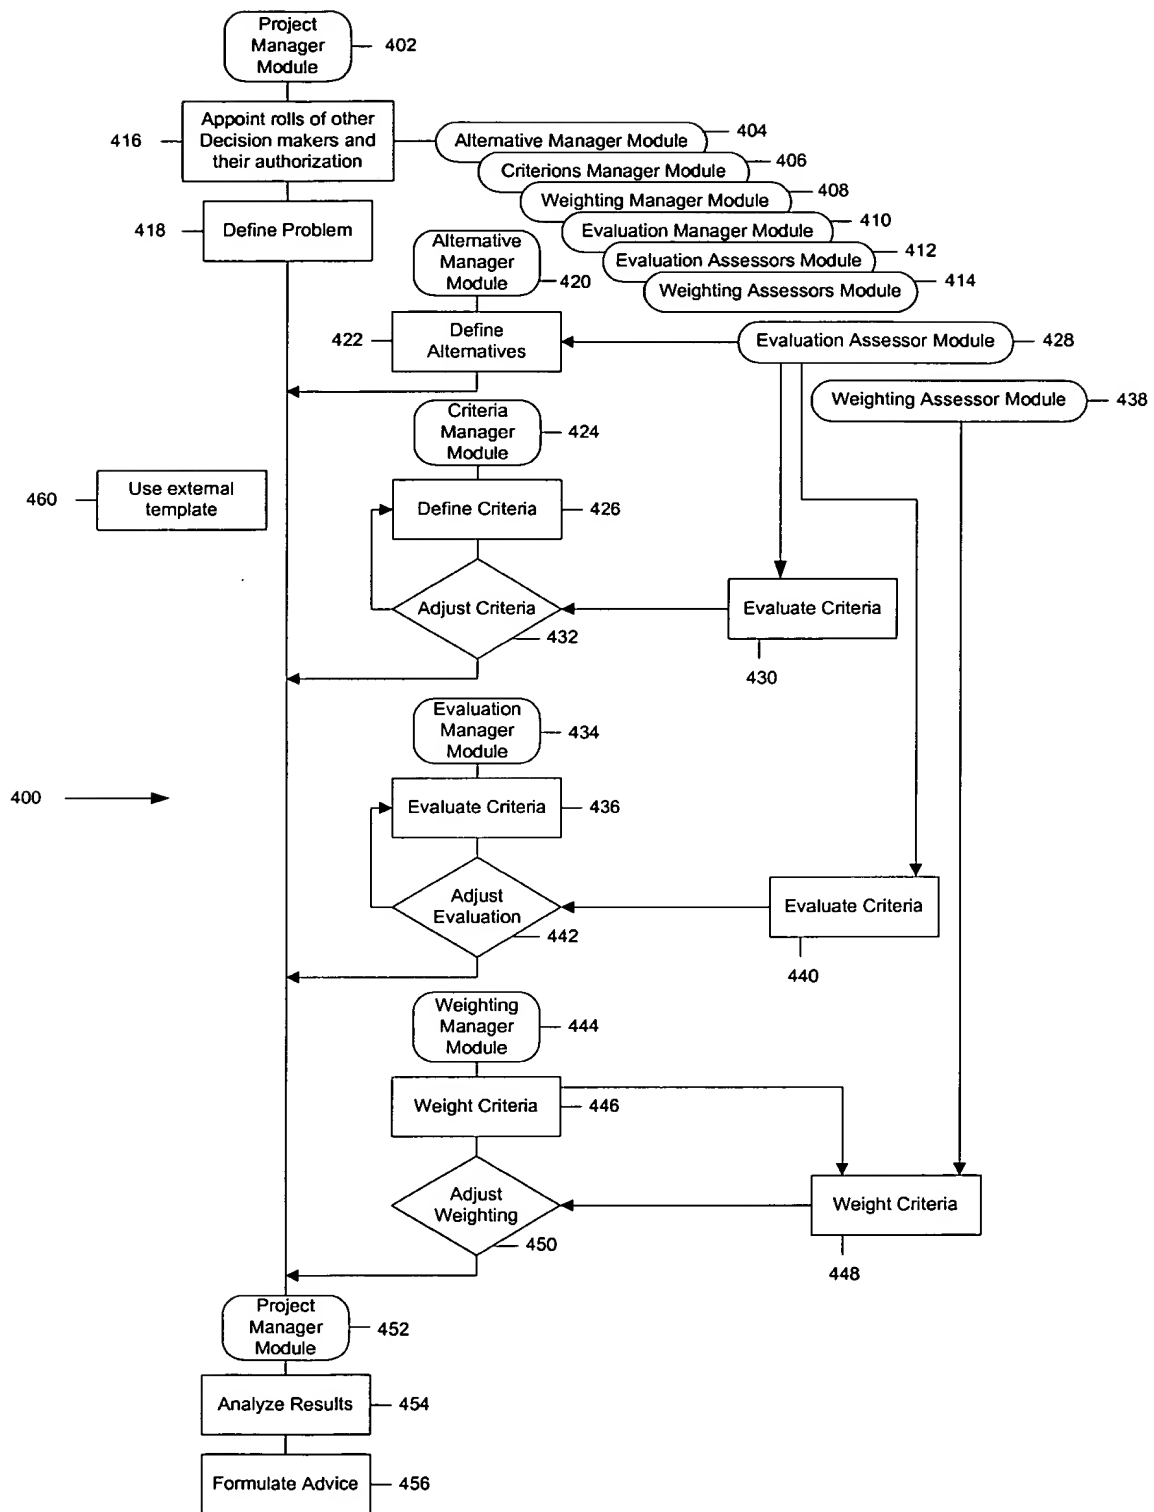 Project
Manager
Module
402
Appoint rolls of other
Decision makers and
their authorization
416
Alternative Manager Module
404
Criterions Manager Module
406
Weighting Manager Module
408
Evaluation Manager Module
410
Evaluation Assessors Module
412
Weighting Assessors Module
414
418
Define Problem
Alternative
Manager
Module
420
422
Define
Alternatives
Evaluation Assessor Module
428
Weighting Assessor Module
438
Criteria
Manager
Module
424
460
Use external
template
Define Criteria
426
Adjust Criteria
432
Evaluate Criteria
430
Evaluation
Manager
Module
434
400
Evaluate Criteria
436
Adjust
Evaluation
442
Evaluate Criteria
440
Weighting
Manager
Module
444
Weight Criteria
446
Adjust
Weighting
450
Weight Criteria
448
Project
Manager
Module
452
Analyze Results
454
Formulate Advice
456